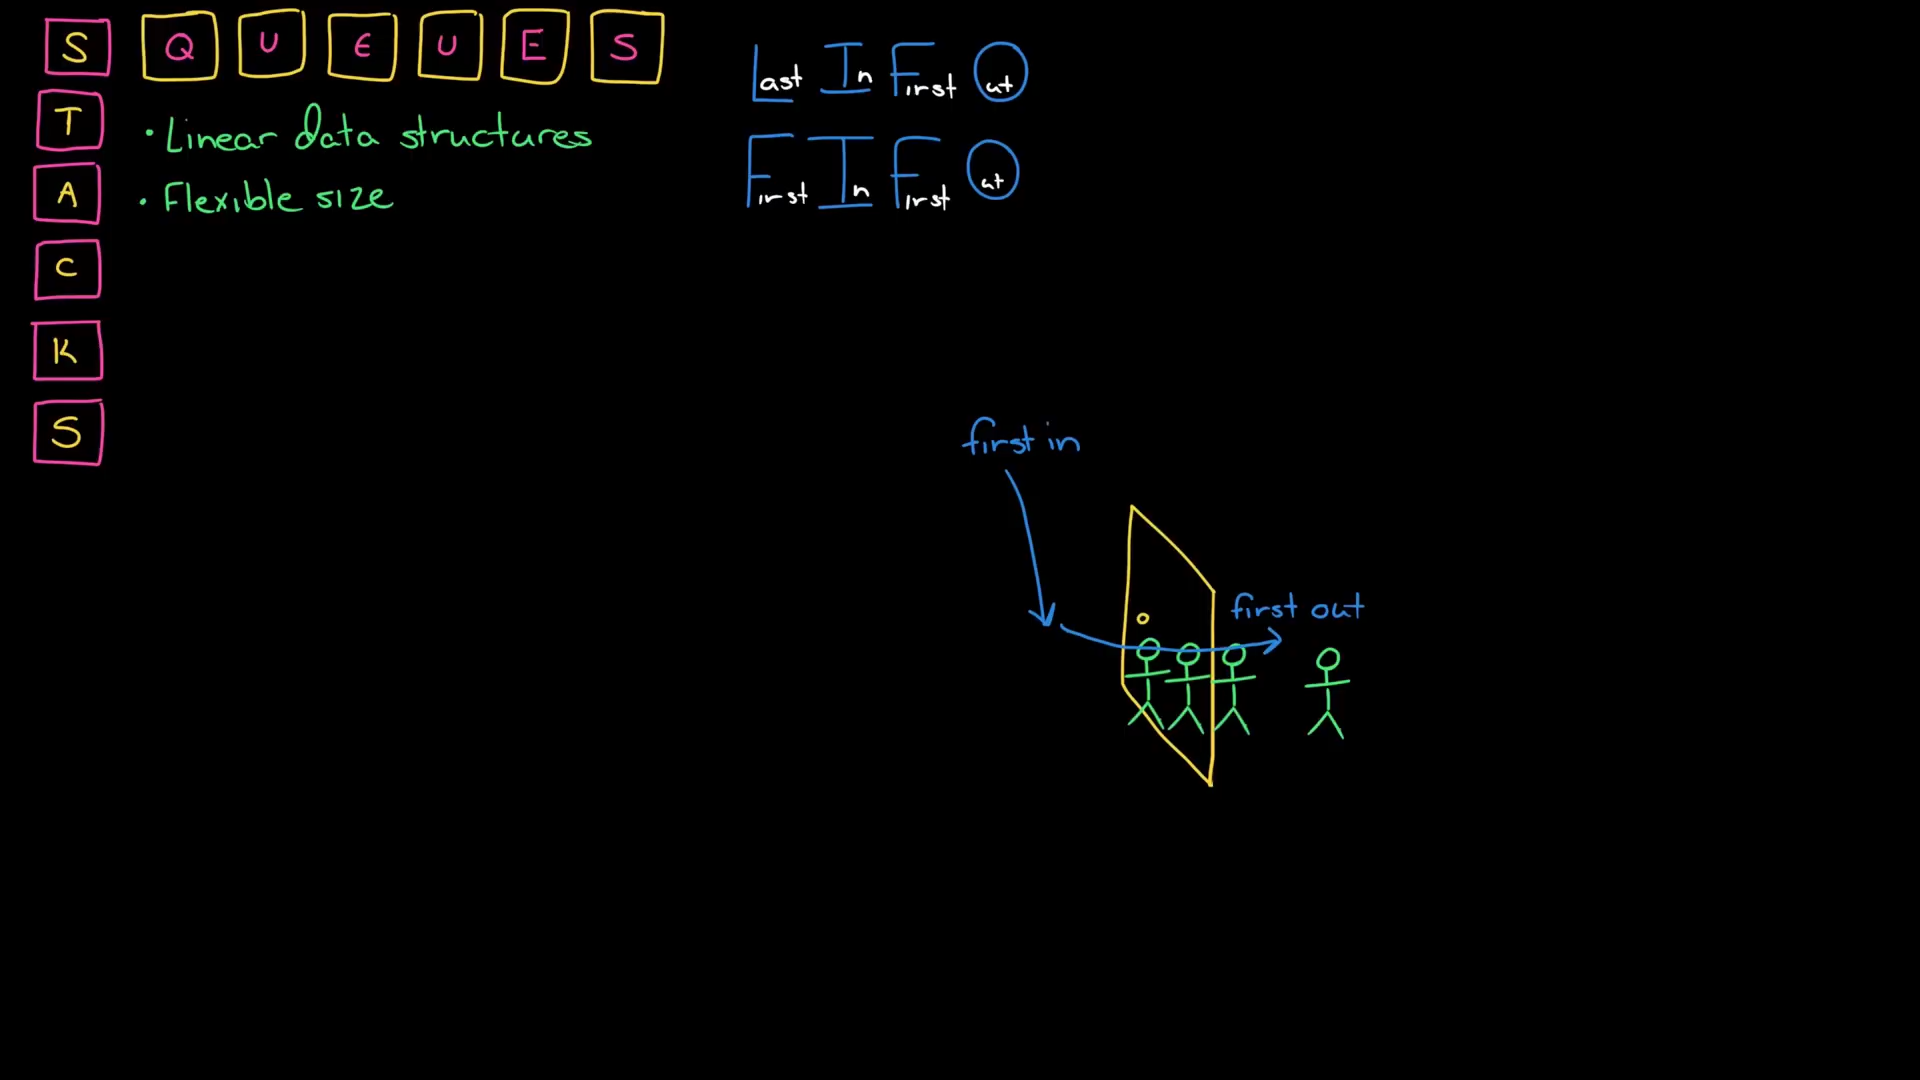 S Q U E U E S
T
A
C
K
S
• Linear data structures
• Flexible size
Last In First Out
First In First Out
first in
first out